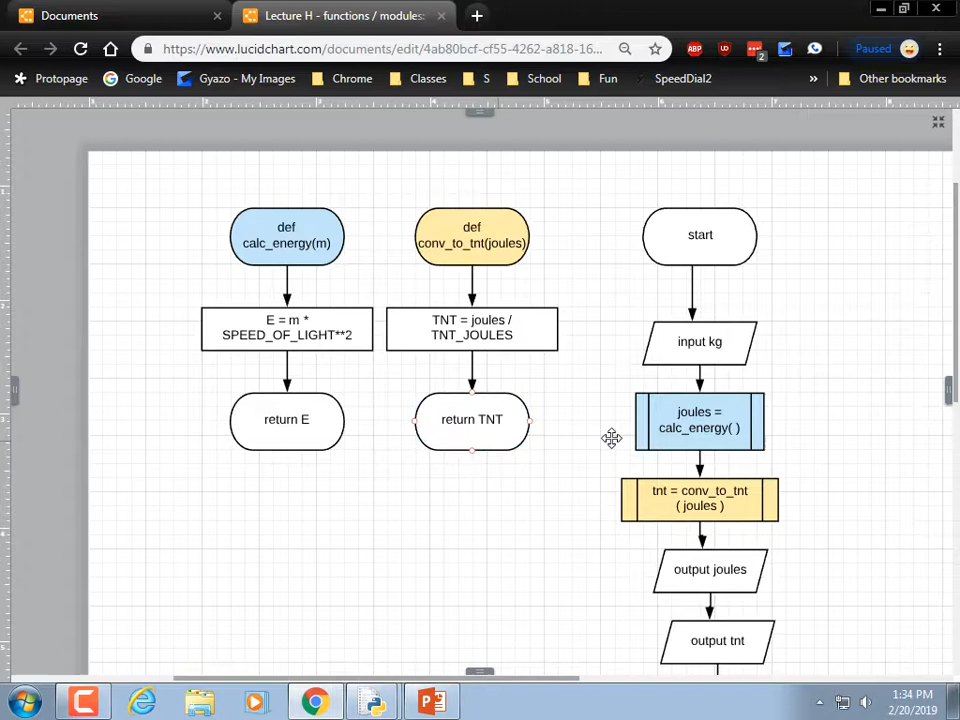 Documents
Lecture H - functions / modules:
https://www.lucidchart.com/documents/edit/4ab80bcf-cf55-4262-a818-16...
ABP
2
Paused
Protopage
Google
Gyazo - My Images
Chrome
Classes
S
School
Fun
SpeedDial2
»
Other bookmarks
def
calc_energy(m)
def
conv_to_tnt(joules)
start
E = m *
SPEED_OF_LIGHT**2
TNT = joules /
TNT_JOULES
input kg
return E
return TNT
joules =
calc_energy( )
tnt = conv_to_tnt
( joules )
output joules
output tnt
1:34 PM
2/20/2019